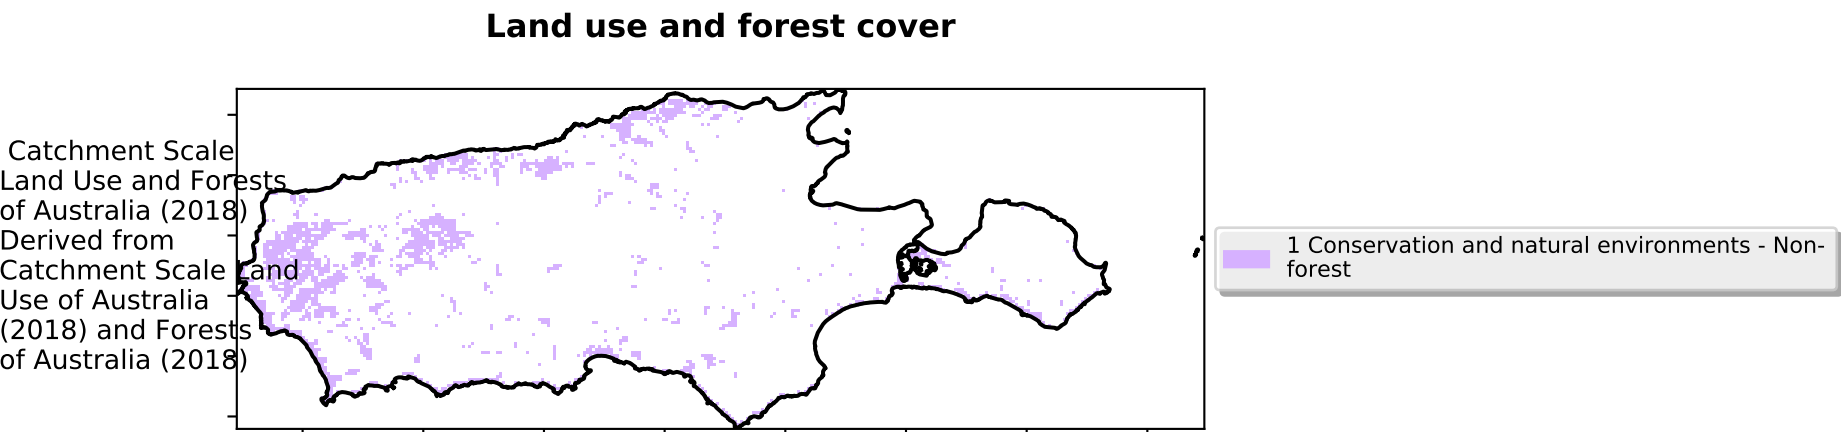 Land use and forest cover
Catchment Scale
Land Use and Forests
of Australia (2018)
Derived from
Catchment Scale Land
Use of Australia
(2018) and Forests
of Australia (2018)
1 Conservation and natural environments - Non-
forest